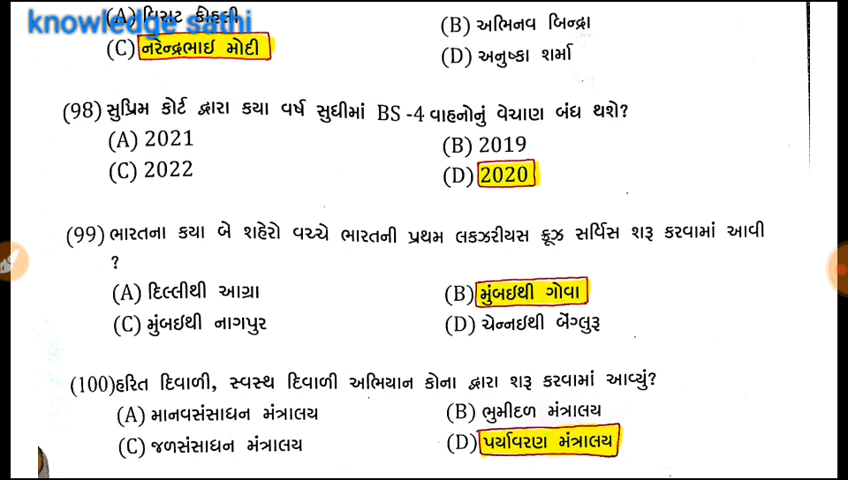 knowledge sathi
(A) વિરાટ કોહલી (B) અભિનવ બિન્દ્રા
(C) નરેન્દ્રભાઇ મોદી (D) અનુષ્કા શર્મા
(98) સુપ્રિમ કોર્ટ દ્વારા કયા વર્ષ સુધીમાં BS -4 વાહનોનું વેચાણ બંધ થશે?
(A) 2021 (B) 2019
(C) 2022 (D) 2020
(99) ભારતના કયા બે શહેરો વચ્ચે ભારતની પ્રથમ લકઝરીયસ ક્રૂઝ સર્વિસ શરૂ કરવામાં આવી
?
(A) દિલ્લીથી આગ્રા (B) મુંબઇથી ગોવા
(C) મુંબઇથી નાગપુર (D) ચેન્નઇથી બેંગ્લુરૂ
(100)હરિત દિવાળી, સ્વસ્થ દિવાળી અભિયાન કોના દ્વારા શરૂ કરવામાં આવ્યું?
(A) માનવસંસાધન મંત્રાલય (B) ભુમીદળ મંત્રાલય
(C) જળસંસાધન મંત્રાલય (D) પર્યાવરણ મંત્રાલય